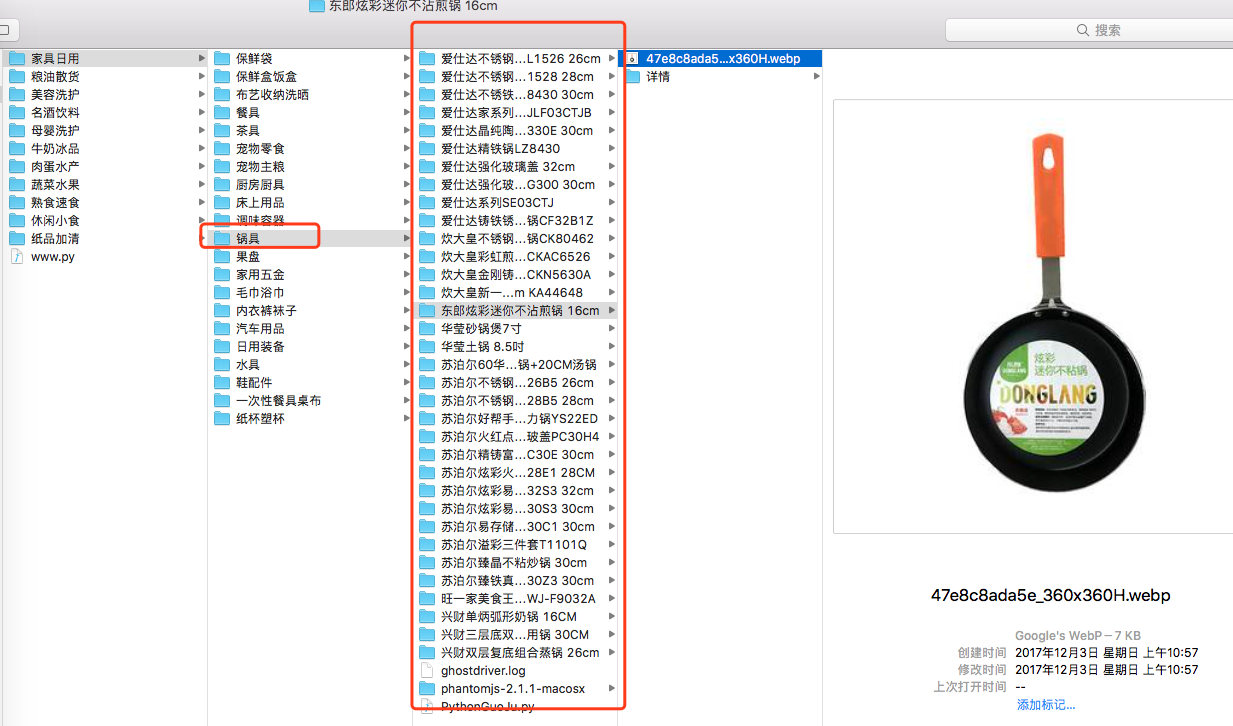 东郎炫彩迷你不沾煎锅 16cm
搜索
家具日用
粮油散货
美容洗护
名酒饮料
母婴洗护
牛奶冰品
肉蛋水产
蔬菜水果
熟食速食
休闲小食
纸品加清
www.py
保鲜袋
保鲜盒饭盒
布艺收纳洗晒
餐具
茶具
宠物零食
宠物主粮
厨房厨具
床上用品
调味容器
锅具
果盘
家用五金
毛巾浴巾
内衣裤袜子
汽车用品
日用装备
水具
鞋配件
一次性餐具桌布
纸杯塑杯
爱仕达不锈钢...L1526 26cm
爱仕达不锈钢...1528 28cm
爱仕达不锈铁...8430 30cm
爱仕达家系列...JLF03CTJB
爱仕达晶纯陶...330E 30cm
爱仕达精铁锅LZ8430
爱仕达强化玻璃盖 32cm
爱仕达强化玻...G300 30cm
爱仕达系列SE03CTJ
爱仕达铸铁锈...锅CF32B1Z
炊大皇不锈钢...锅CK80462
炊大皇彩虹煎...CKAC6526
炊大皇金刚铸...CKN5630A
炊大皇新一...m KA44648
东郎炫彩迷你不沾煎锅 16cm
华莹砂锅煲7寸
华莹土锅 8.5吋
苏泊尔60华...锅+20CM汤锅
苏泊尔不锈钢...26B5 26cm
苏泊尔不锈钢...28B5 28cm
苏泊尔好帮手...力锅YS22ED
苏泊尔火红点...玻盖PC30H4
苏泊尔精铸富...C30E 30cm
苏泊尔炫彩火...28E1 28CM
苏泊尔炫彩易...32S3 32cm
苏泊尔炫彩易...30S3 30cm
苏泊尔易存储...30C1 30cm
苏泊尔溢彩三件套T1101Q
苏泊尔臻晶不粘炒锅 30cm
苏泊尔臻铁真...30Z3 30cm
旺一家美食王...WJ-F9032A
兴财单炳弧形奶锅 16CM
兴财三层底双...用锅 30CM
兴财双层复底组合蒸锅 26cm
ghostdriver.log
phantomjs-2.1.1-macosx
PythonGuoJu.py
47e8c8ada5...x360H.webp
详情
炫彩
迷你不粘锅
DONGLANG
47e8c8ada5e_360x360H.webp
Google's WebP – 7 KB
创建时间 2017年12月3日 星期日 上午10:57
修改时间 2017年12月3日 星期日 上午10:57
上次打开时间 --
添加标记...